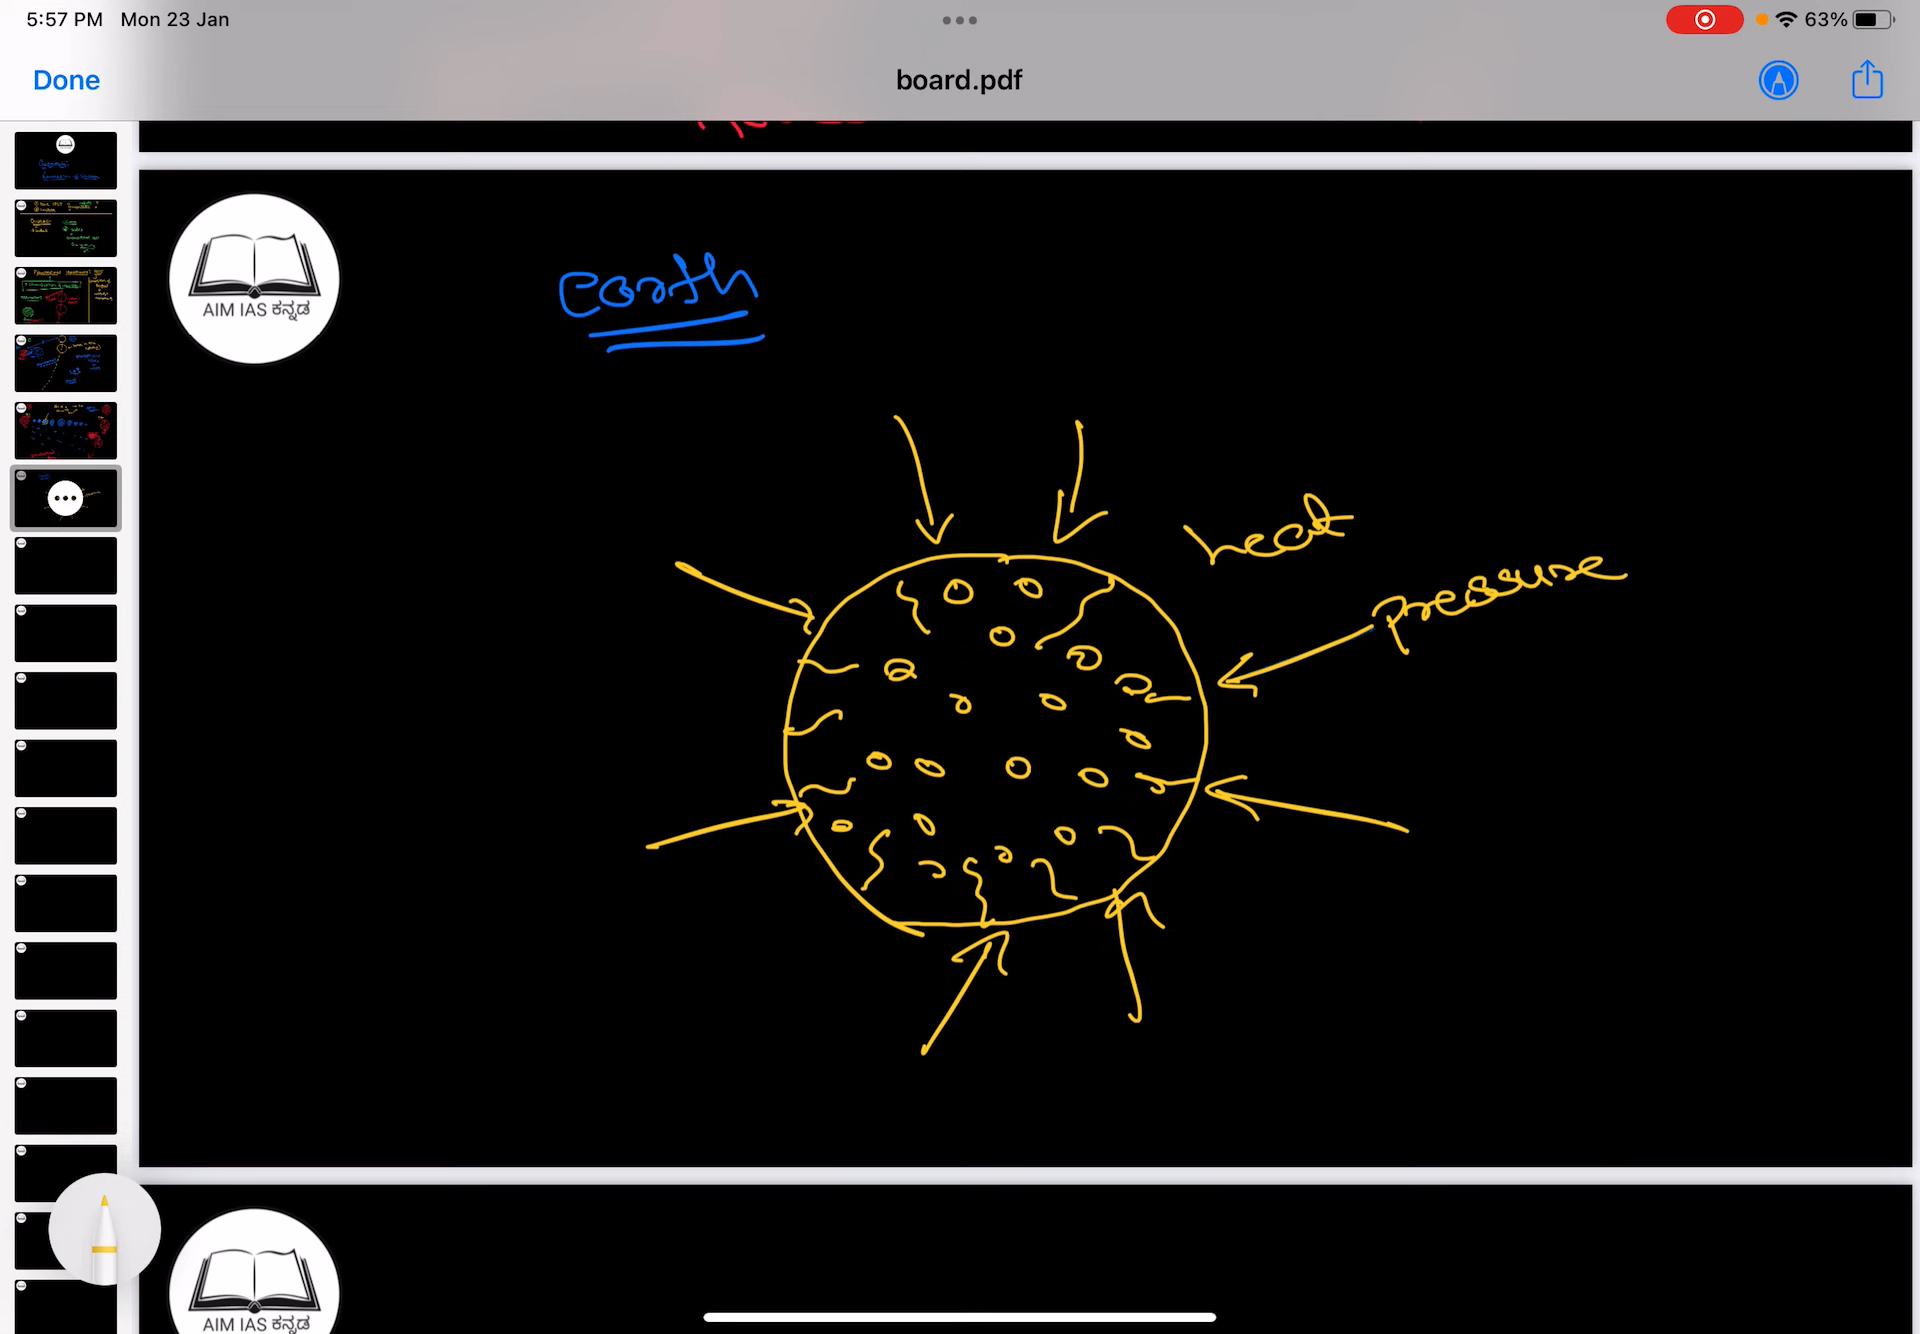 5:57 PM Mon 23 Jan
63%
Done
board.pdf
AIM IAS ಕನ್ನಡ
Earth
heat
pressure
AIM IAS ಕನ್ನಡ